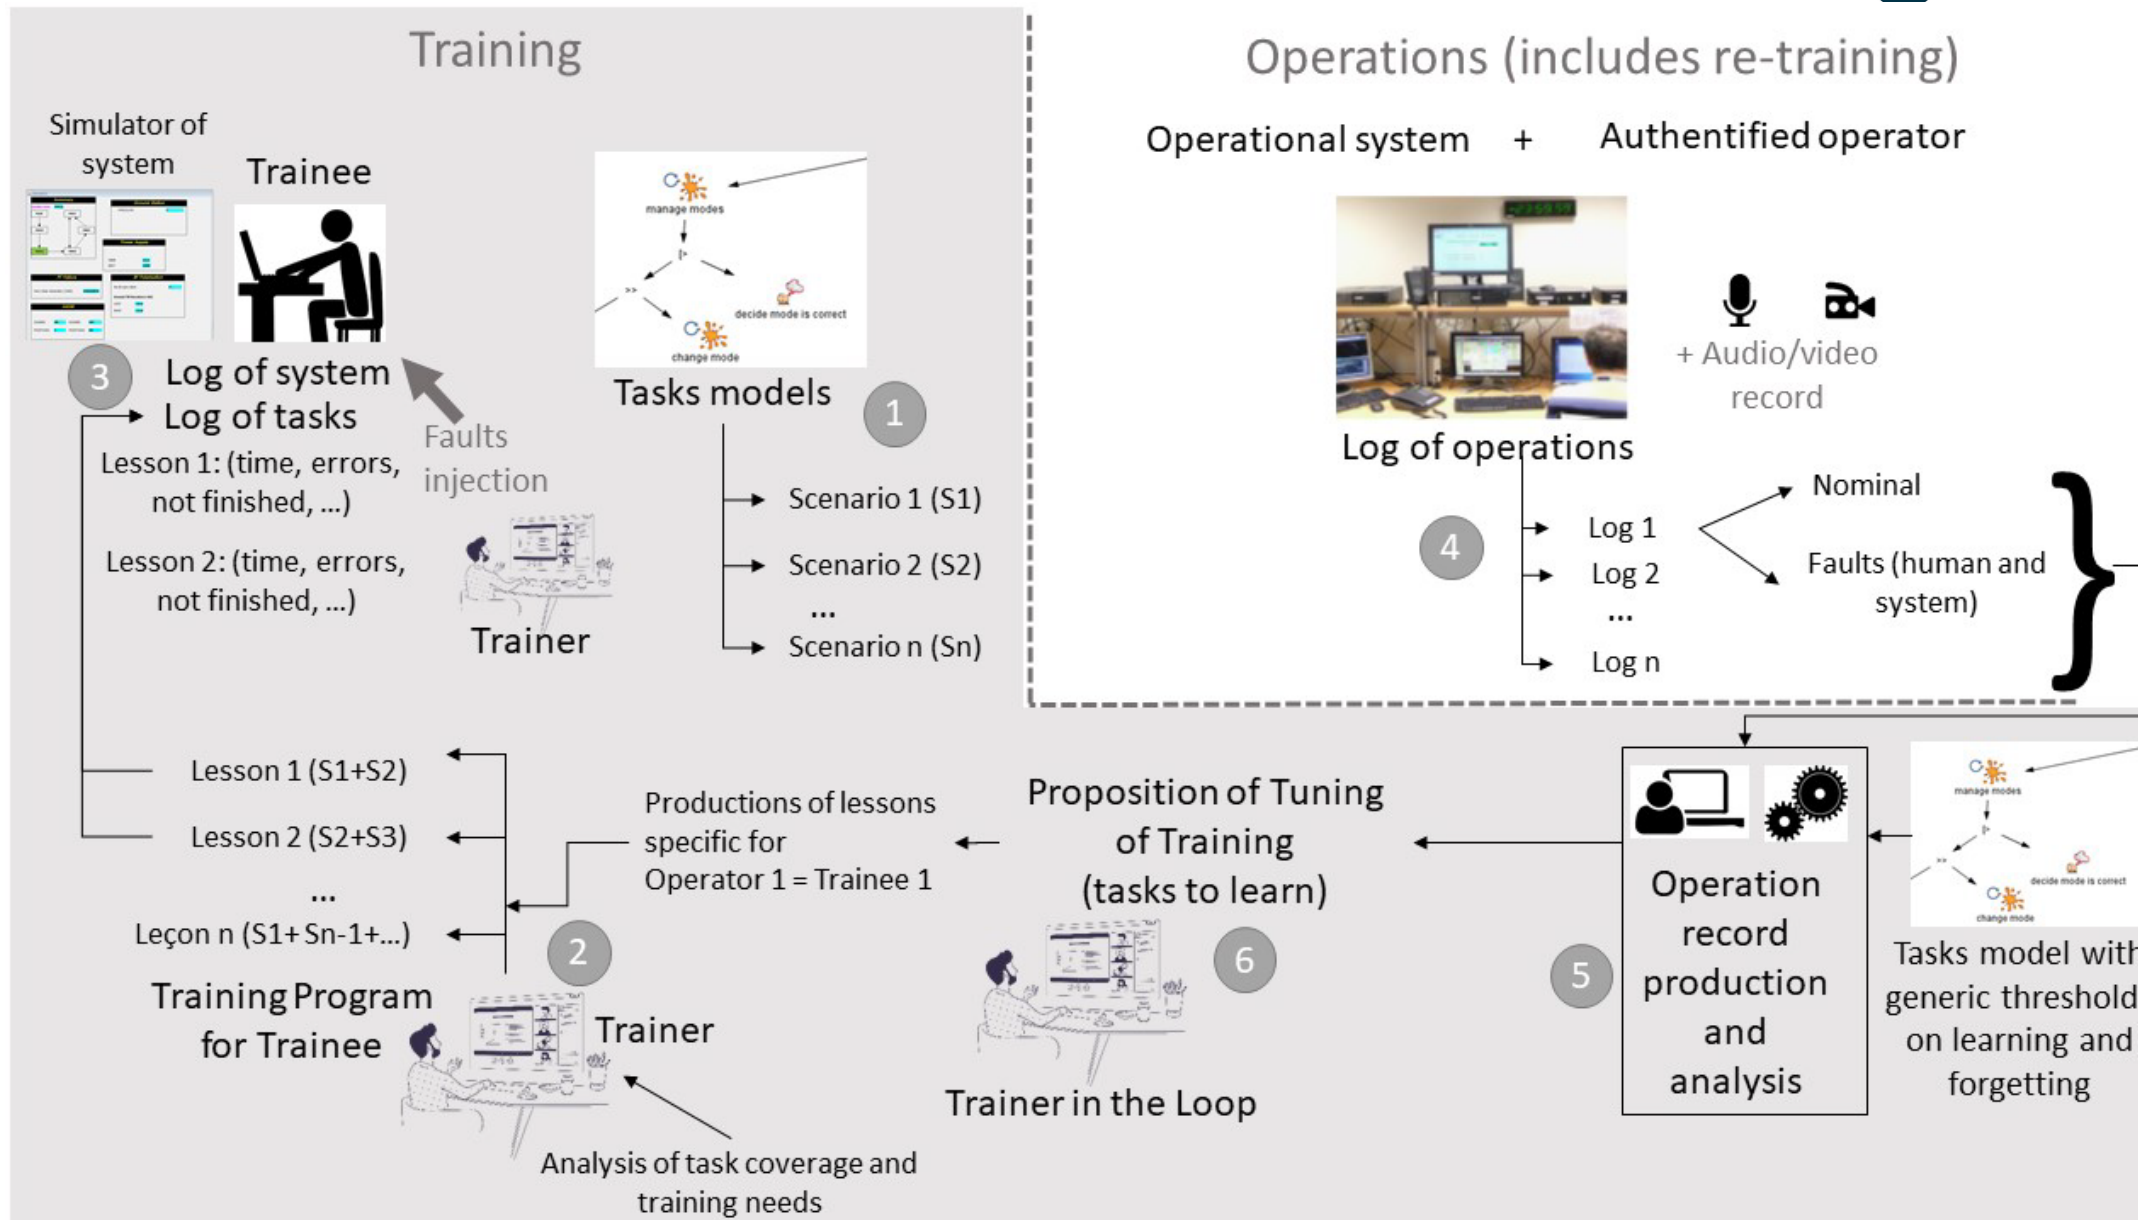 Training
Operations (includes re-training)
Simulator of
system
Trainee
Operational system + Authentified operator
manage modes
[>
>>
decide mode is correct
change mode
3
Log of system
Log of tasks
Tasks models
1
Faults
injection
Lesson 1: (time, errors,
not finished, ...)
Lesson 2: (time, errors,
not finished, ...)
Trainer
Scenario 1 (S1)
Scenario 2 (S2)
...
Scenario n (Sn)
+ Audio/video
record
Log of operations
4
Log 1
Log 2
...
Log n
Nominal
Faults (human and
system)
}
Lesson 1 (S1+S2)
Lesson 2 (S2+S3)
...
Leçon n (S1+ Sn-1+...)
2
Training Program
for Trainee
Trainer
Analysis of task coverage and
training needs
Productions of lessons
specific for
Operator 1 = Trainee 1
Proposition of Tuning
of Training
(tasks to learn)
6
Trainer in the Loop
5
Operation
record
production
and
analysis
manage modes
[>
>>
decide mode is correct
change mode
Tasks model with
generic threshold
on learning and
forgetting